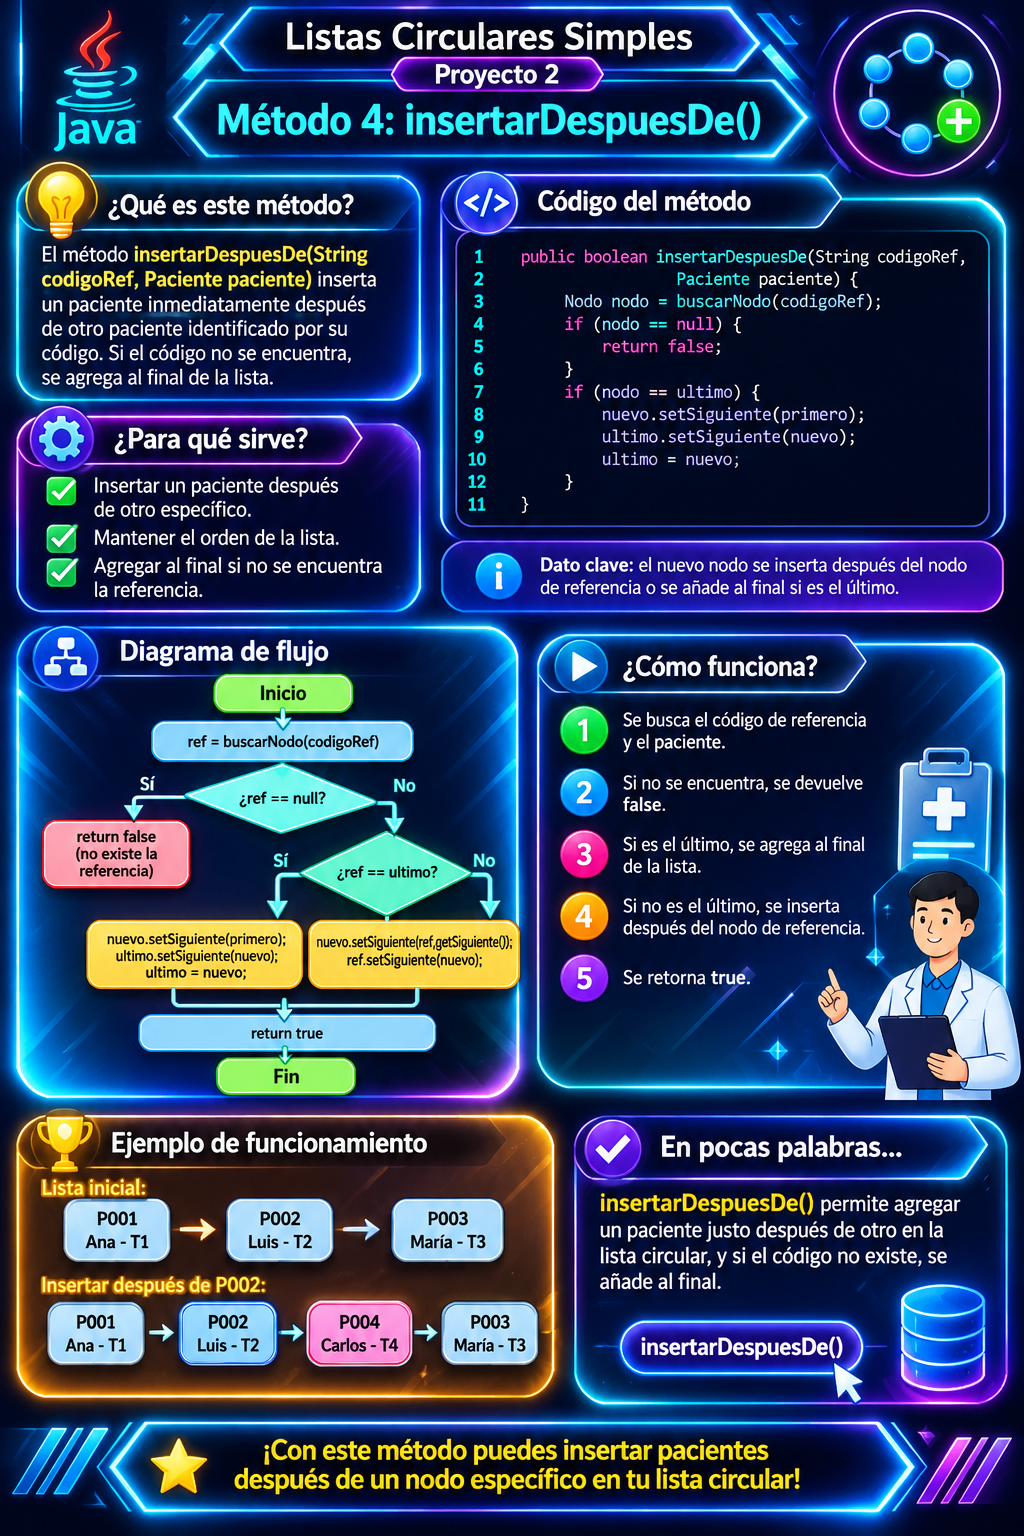 Java
Listas Circulares Simples
Proyecto 2
Método 4: insertarDespuesDe()
¿Qué es este método?
El método insertarDespuesDe(String
codigoRef, Paciente paciente) inserta
un paciente inmediatamente después
de otro paciente identificado por su
código. Si el código no se encuentra,
se agrega al final de la lista.
¿Para qué sirve?
Insertar un paciente después
de otro específico.
Mantener el orden de la lista.
Agregar al final si no se encuentra
la referencia.
</> Código del método
1 public boolean insertarDespuesDe(String codigoRef,
2 Paciente paciente) {
3 Nodo nodo = buscarNodo(codigoRef);
4 if (nodo == null) {
5 return false;
6 }
7 if (nodo == ultimo) {
8 nuevo.setSiguiente(primero);
9 ultimo.setSiguiente(nuevo);
10 ultimo = nuevo;
12 }
11 }
i
Dato clave: el nuevo nodo se inserta después del nodo
de referencia o se añade al final si es el último.
Diagrama de flujo
Inicio
ref = buscarNodo(codigoRef)
Sí
¿ref == null?
No
return false
(no existe la
referencia)
Sí
¿ref == ultimo?
No
nuevo.setSiguiente(primero);
ultimo.setSiguiente(nuevo);
ultimo = nuevo;
nuevo.setSiguiente(ref,getSiguiente());
ref.setSiguiente(nuevo);
return true
Fin
¿Cómo funciona?
1 Se busca el código de referencia
y el paciente.
2 Si no se encuentra, se devuelve
false.
3 Si es el último, se agrega al final
de la lista.
4 Si no es el último, se inserta
después del nodo de referencia.
5 Se retorna true.
Ejemplo de funcionamiento
Lista inicial:
P001
Ana - T1
P002
Luis - T2
P003
María - T3
Insertar después de P002:
P001
Ana - T1
P002
Luis - T2
P004
Carlos - T4
P003
María - T3
En pocas palabras...
insertarDespuesDe() permite agregar
un paciente justo después de otro en la
lista circular, y si el código no existe, se
añade al final.
insertarDespuesDe()
¡Con este método puedes insertar pacientes
después de un nodo específico en tu lista circular!